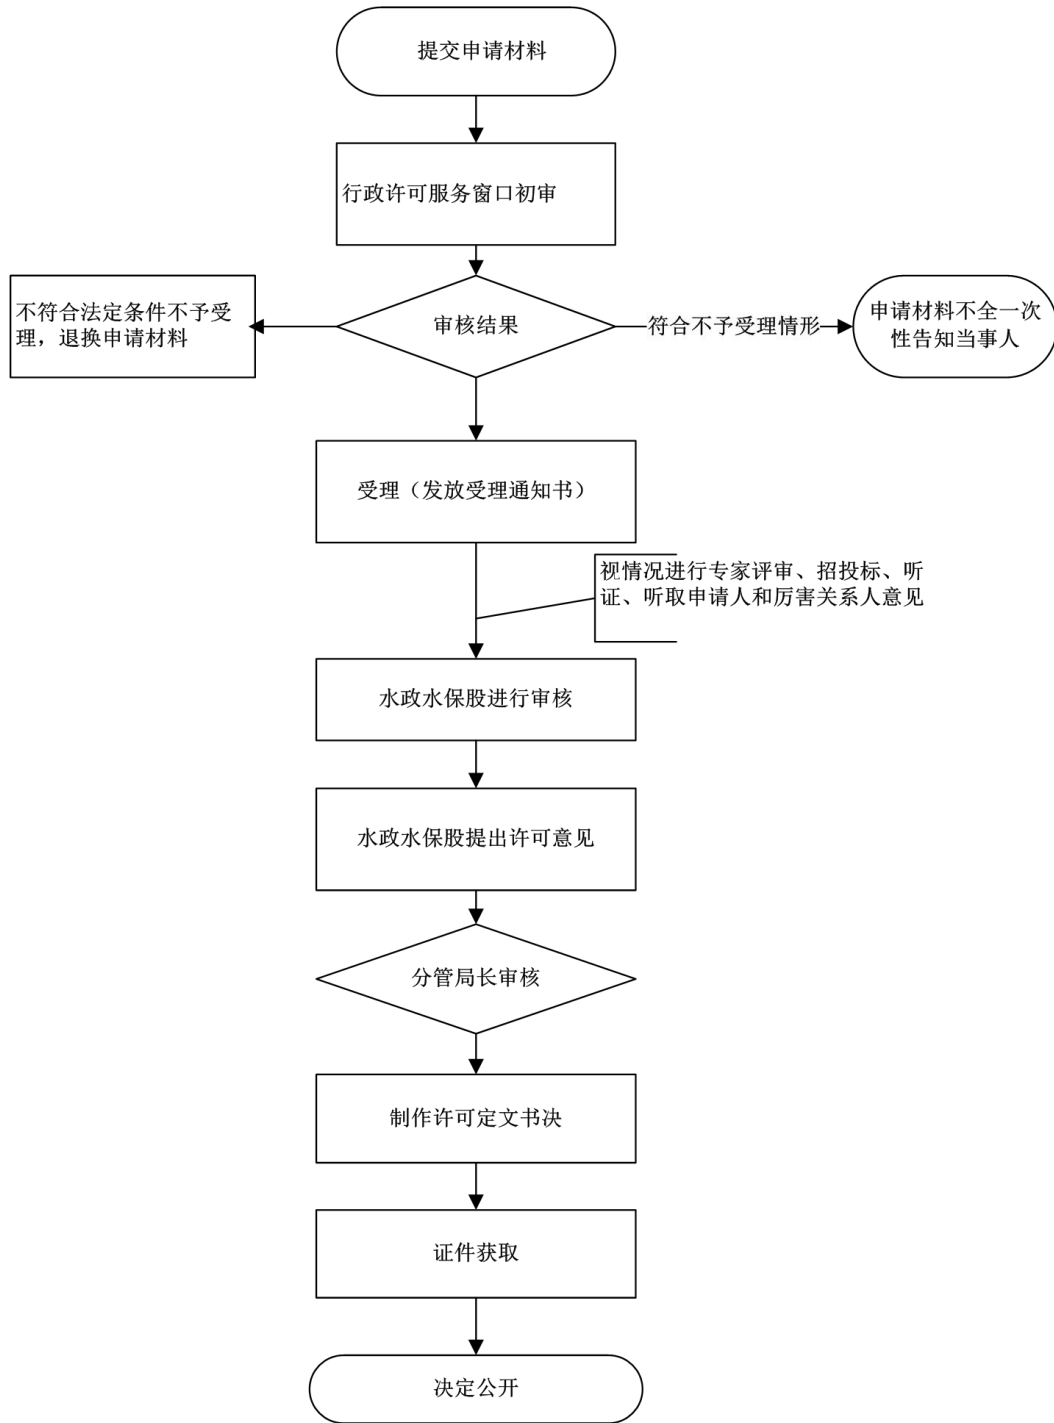 提交申请材料
行政许可服务窗口初审
不符合法定条件不予受
理，退换申请材料
审核结果
符合不予受理情形
申请材料不全一次
性告知当事人
受理（发放受理通知书）
视情况进行专家评审、招投标、听
证、听取申请人和厉害关系人意见
水政水保股进行审核
水政水保股提出许可意见
分管局长审核
制作许可定文书决
证件获取
决定公开